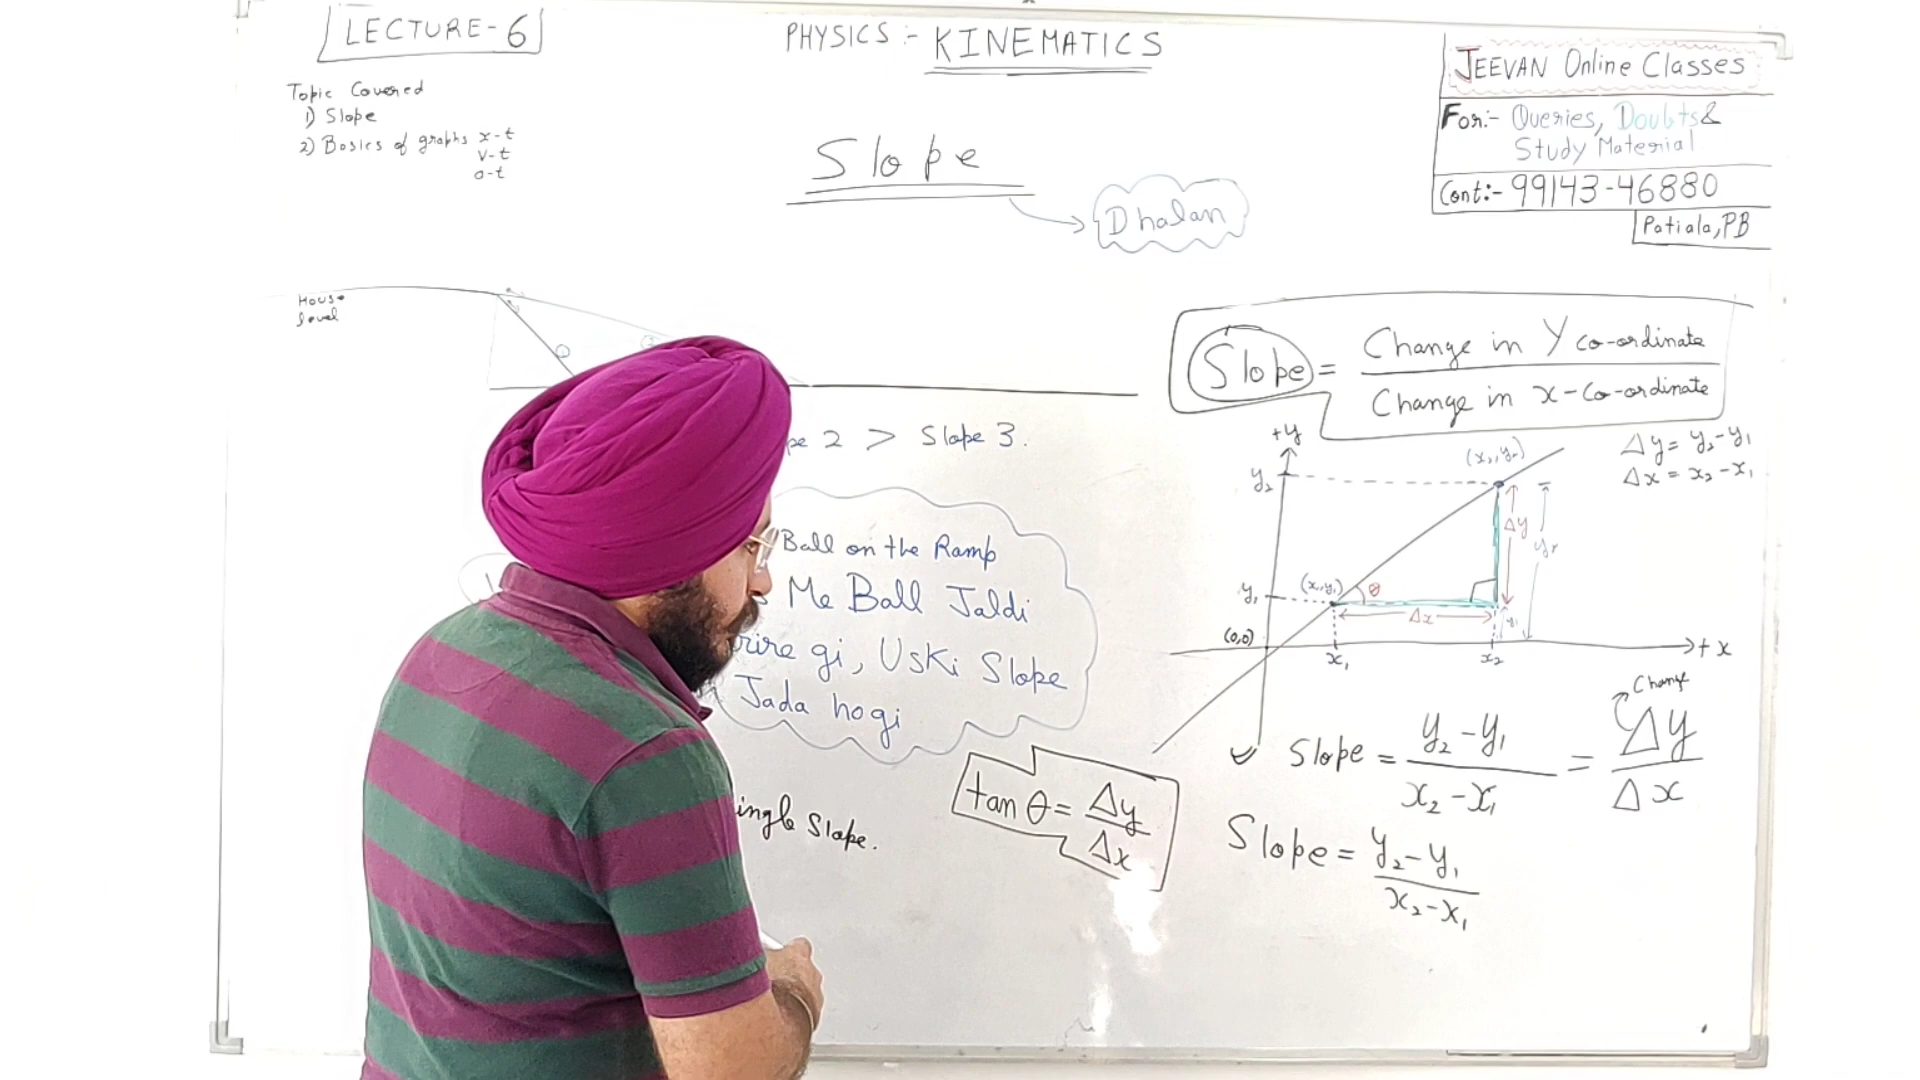 LECTURE-6
PHYSICS:- KINEMATICS
Topic Covered
1) Slope
2) Basics of graphs x-t
v-t
a-t
Slope
Dhalan
JEEVAN Online Classes
For:- Queries, Doubts &
Study Material
Cont:- 99143-46880
Patiala, PB
House
level
Slope = Change in Y co-ordinate
Change in x-Co-ordinate
2 > Slope 3.
Ball on the Ramp
Me Ball Jaldi
gi, Uski Slope
Jada hogi
Slope.
tan θ = Δy
Δx
+y
(x₂,y₂)
Δy = y₂-y₁
Δx = x₂-x₁
y₂
Δy
y₂
(x₁,y₁)
θ
y₁
Δx
y₁
(0,0)
x₁
x₂
+x
Change
Slope = y₂-y₁ = Δy
x₂-x₁ Δx
Slope = y₂-y₁
x₂-x₁